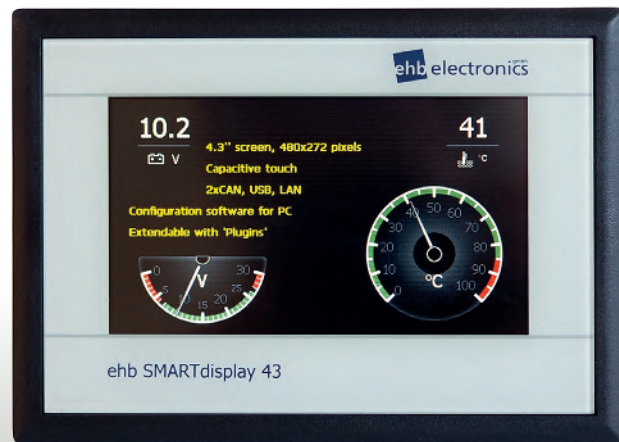 gmbh
ehb electronics
10.2
V
41
°C
4.3'' screen, 480x272 pixels
Capacitive touch
2xCAN, USB, LAN
Configuration software for PC
Extendable with 'Plugins'
0 5 10 15 20 25 30
V
0 10 20 30 40 50 60 70 80 90 100
°C
ehb SMARTdisplay 43